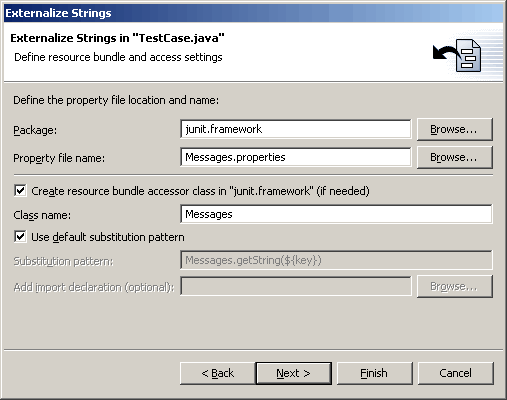 Externalize Strings
Externalize Strings in "TestCase.java"
Define resource bundle and access settings
Define the property file location and name:
Package: junit.framework Browse...
Property file name: Messages.properties Browse...
Create resource bundle accessor class in "junit.framework" (if needed)
Class name: Messages
Use default substitution pattern
Substitution pattern: Messages.getString(${key})
Add import declaration (optional): Browse...
< Back Next > Finish Cancel